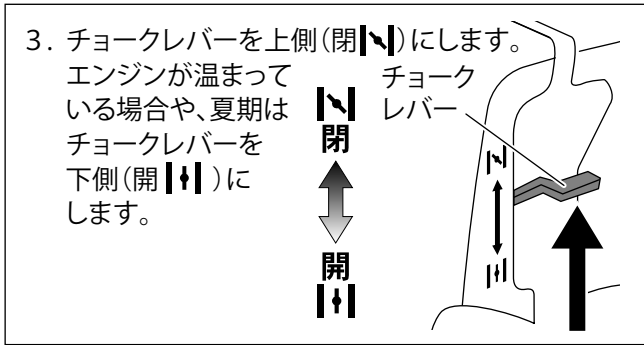 3. チョークレバーを上側(閉)にします。
エンジンが温まって
いる場合や、夏期は
チョークレバーを
下側(開)に
します。
閉
開
チョーク
レバー